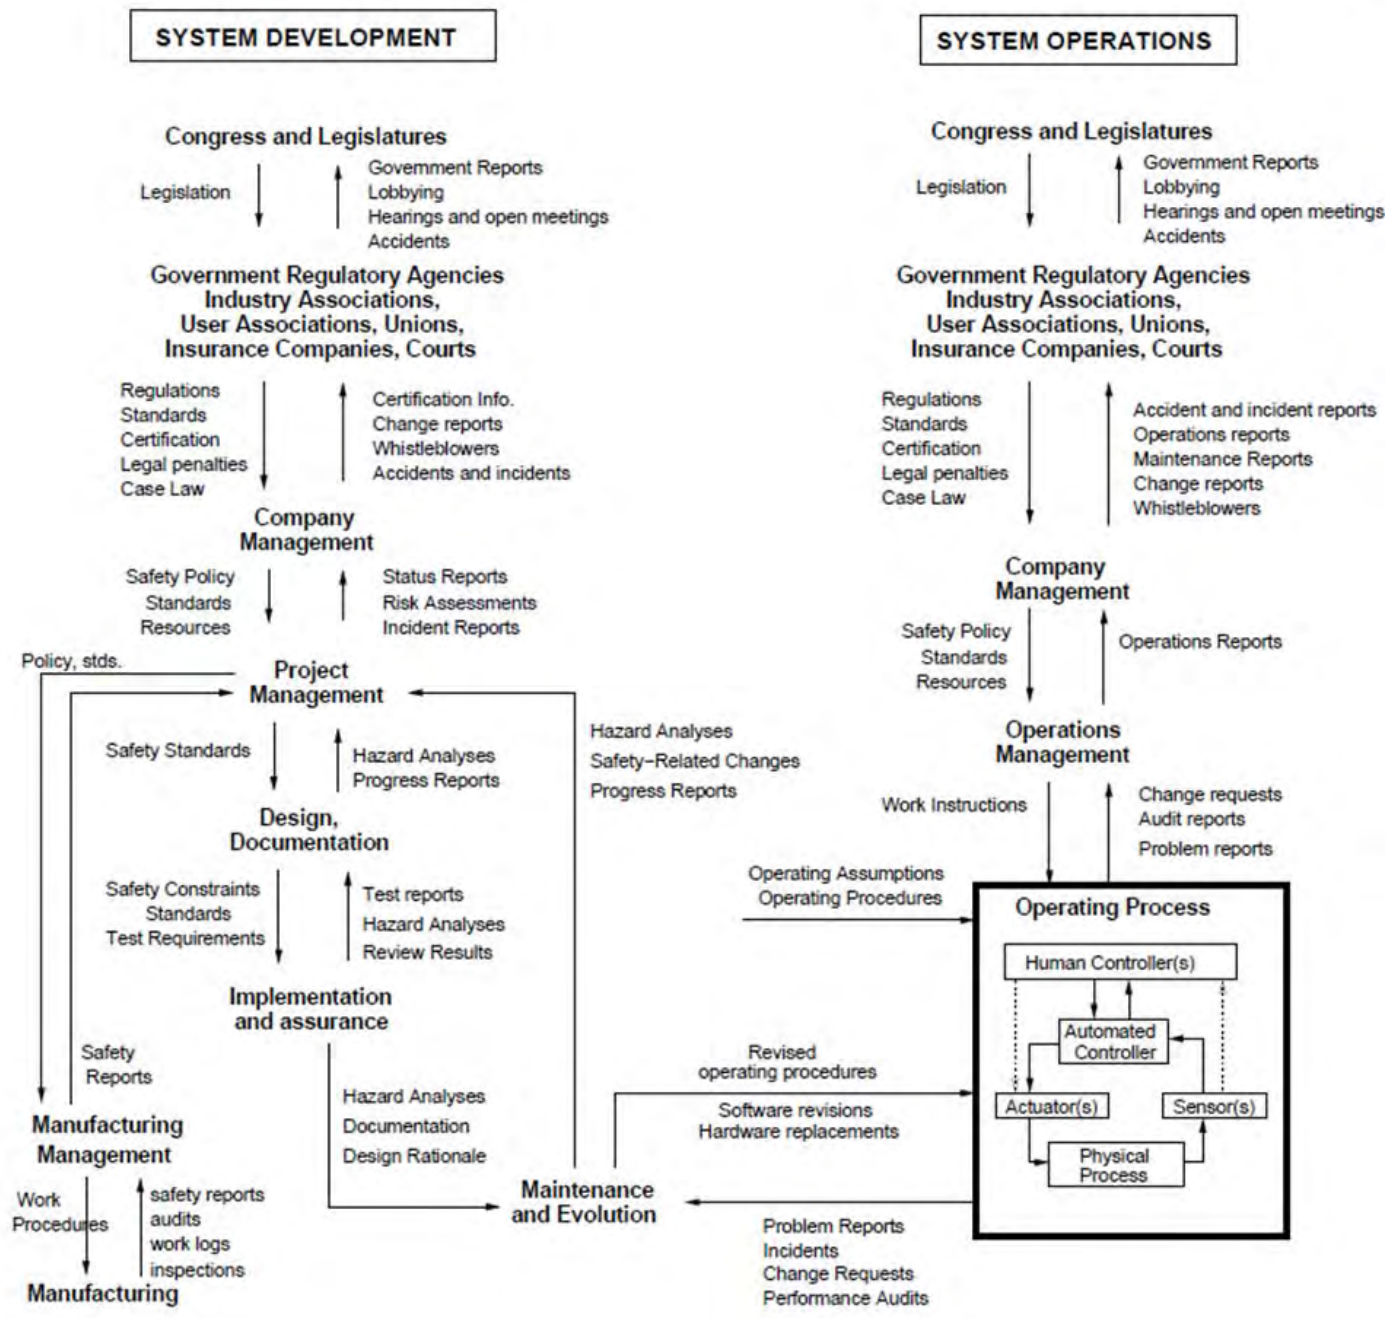 SYSTEM DEVELOPMENT
Congress and Legislatures
Legislation
Government Reports
Lobbying
Hearings and open meetings
Accidents
Government Regulatory Agencies
Industry Associations,
User Associations, Unions,
Insurance Companies, Courts
Regulations
Standards
Certification
Legal penalties
Case Law
Certification Info.
Change reports
Whistleblowers
Accidents and incidents
Company
Management
Safety Policy
Standards
Resources
Status Reports
Risk Assessments
Incident Reports
Policy, stds.
Project
Management
Safety Standards
Hazard Analyses
Progress Reports
Hazard Analyses
Safety-Related Changes
Progress Reports
Design,
Documentation
Safety Constraints
Standards
Test Requirements
Test reports
Hazard Analyses
Review Results
Implementation
and assurance
Safety
Reports
Hazard Analyses
Documentation
Design Rationale
Manufacturing
Management
Work
Procedures
safety reports
audits
work logs
inspections
Manufacturing
Maintenance
and Evolution
SYSTEM OPERATIONS
Congress and Legislatures
Legislation
Government Reports
Lobbying
Hearings and open meetings
Accidents
Government Regulatory Agencies
Industry Associations,
User Associations, Unions,
Insurance Companies, Courts
Regulations
Standards
Certification
Legal penalties
Case Law
Accident and incident reports
Operations reports
Maintenance Reports
Change reports
Whistleblowers
Company
Management
Safety Policy
Standards
Resources
Operations Reports
Operations
Management
Work Instructions
Change requests
Audit reports
Problem reports
Operating Assumptions
Operating Procedures
Operating Process
Human Controller(s)
Automated
Controller
Actuator(s)
Sensor(s)
Physical
Process
Revised
operating procedures
Software revisions
Hardware replacements
Problem Reports
Incidents
Change Requests
Performance Audits